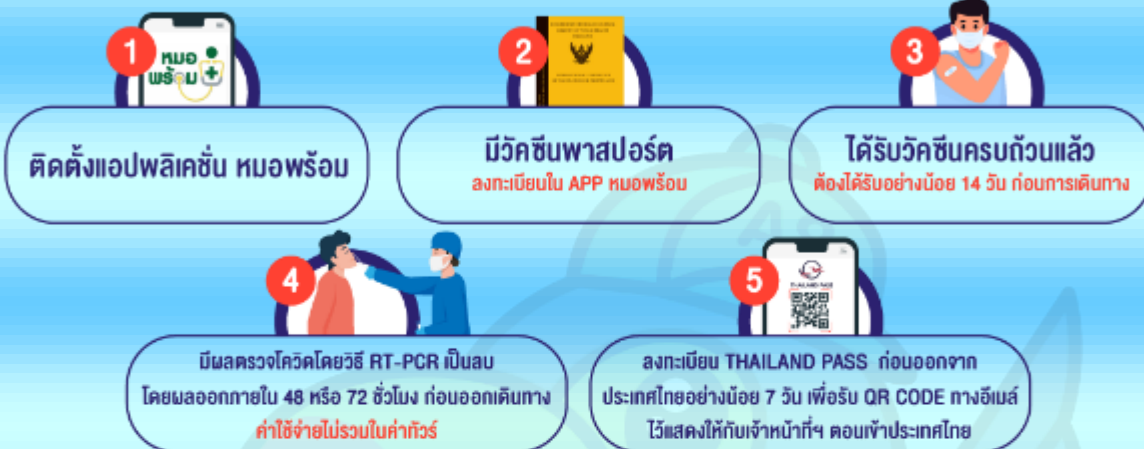 1
หมอ
พร้อม
ติดตั้งแอปพลิเคชั่น หมอพร้อม
2
มีวัคซีนพาสปอร์ต
ลงทะเบียนใน APP หมอพร้อม
3
ได้รับวัคซีนครบถ้วนแล้ว
ต้องได้รับอย่างน้อย 14 วัน ก่อนการเดินทาง
4
มีผลตรวจโควิดโดยวิธี RT-PCR เป็นลบ
โดยผลออกภายใน 48 หรือ 72 ชั่วโมง ก่อนออกเดินทาง
ค่าใช้จ่ายไม่รวมในค่าทัวร์
5
THAILAND PASS
ลงทะเบียน THAILAND PASS ก่อนออกจาก
ประเทศไทยอย่างน้อย 7 วัน เพื่อรับ QR CODE ทางอีเมล์
ไว้แสดงให้กับเจ้าหน้าที่ฯ ตอนเข้าประเทศไทย